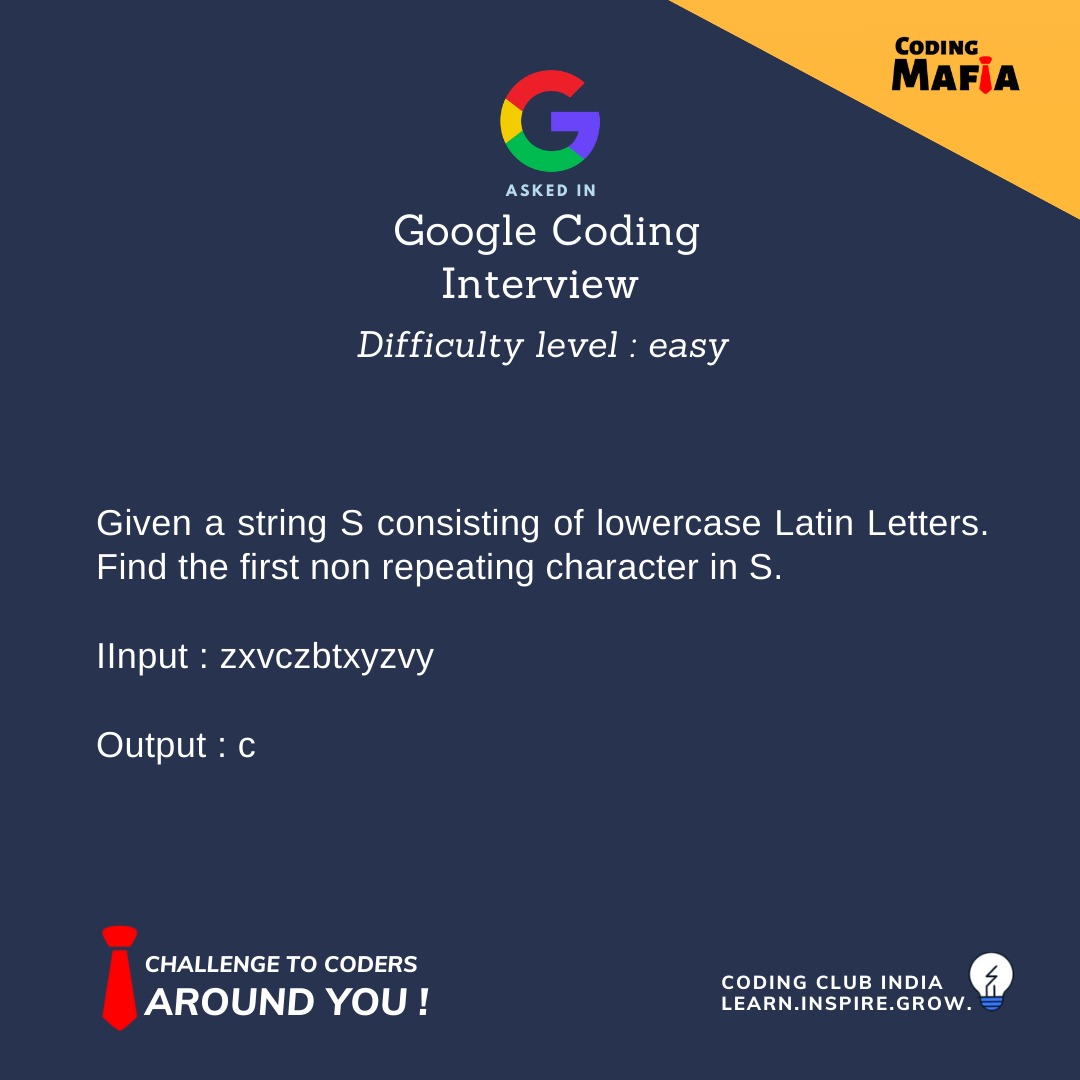 CODING
MAFIA
ASKED IN
Google Coding
Interview
Difficulty level : easy
Given a string S consisting of lowercase Latin Letters.
Find the first non repeating character in S.
IInput : zxvczbtxyzvy
Output : c
CHALLENGE TO CODERS
AROUND YOU !
CODING CLUB INDIA
LEARN.INSPIRE.GROW.